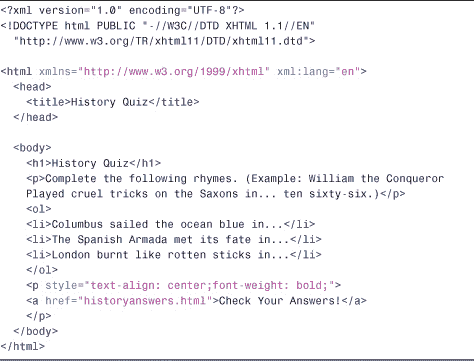 <?xml version="1.0" encoding="UTF-8"?>
<!DOCTYPE html PUBLIC "-//W3C//DTD XHTML 1.1//EN"
"http://www.w3.org/TR/xhtml11/DTD/xhtml11.dtd">
<html xmlns="http://www.w3.org/1999/xhtml" xml:lang="en">
<head>
<title>History Quiz</title>
</head>
<body>
<h1>History Quiz</h1>
<p>Complete the following rhymes. (Example: William the Conqueror
Played cruel tricks on the Saxons in... ten sixty-six.)</p>
<ol>
<li>Columbus sailed the ocean blue in...</li>
<li>The Spanish Armada met its fate in...</li>
<li>London burnt like rotten sticks in...</li>
</ol>
<p style="text-align: center;font-weight: bold;">
<a href="historyanswers.html">Check Your Answers!</a>
</p>
</body>
</html>